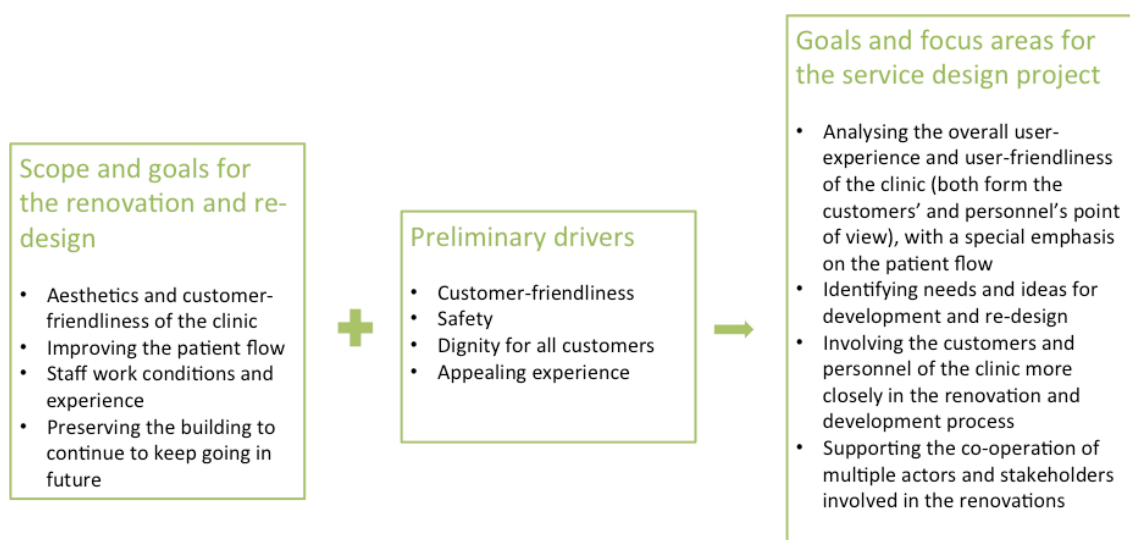 Scope and goals for
the renovation and re-
design
• Aesthetics and customer-
friendliness of the clinic
• Improving the patient flow
• Staff work conditions and
experience
• Preserving the building to
continue to keep going in
future
Preliminary drivers
• Customer-friendliness
• Safety
• Dignity for all customers
• Appealing experience
Goals and focus areas for
the service design project
• Analysing the overall user-
experience and user-friendliness
of the clinic (both form the
customers’ and personnel’s point
of view), with a special emphasis
on the patient flow
• Identifying needs and ideas for
development and re-design
• Involving the customers and
personnel of the clinic more
closely in the renovation and
development process
• Supporting the co-operation of
multiple actors and stakeholders
involved in the renovations